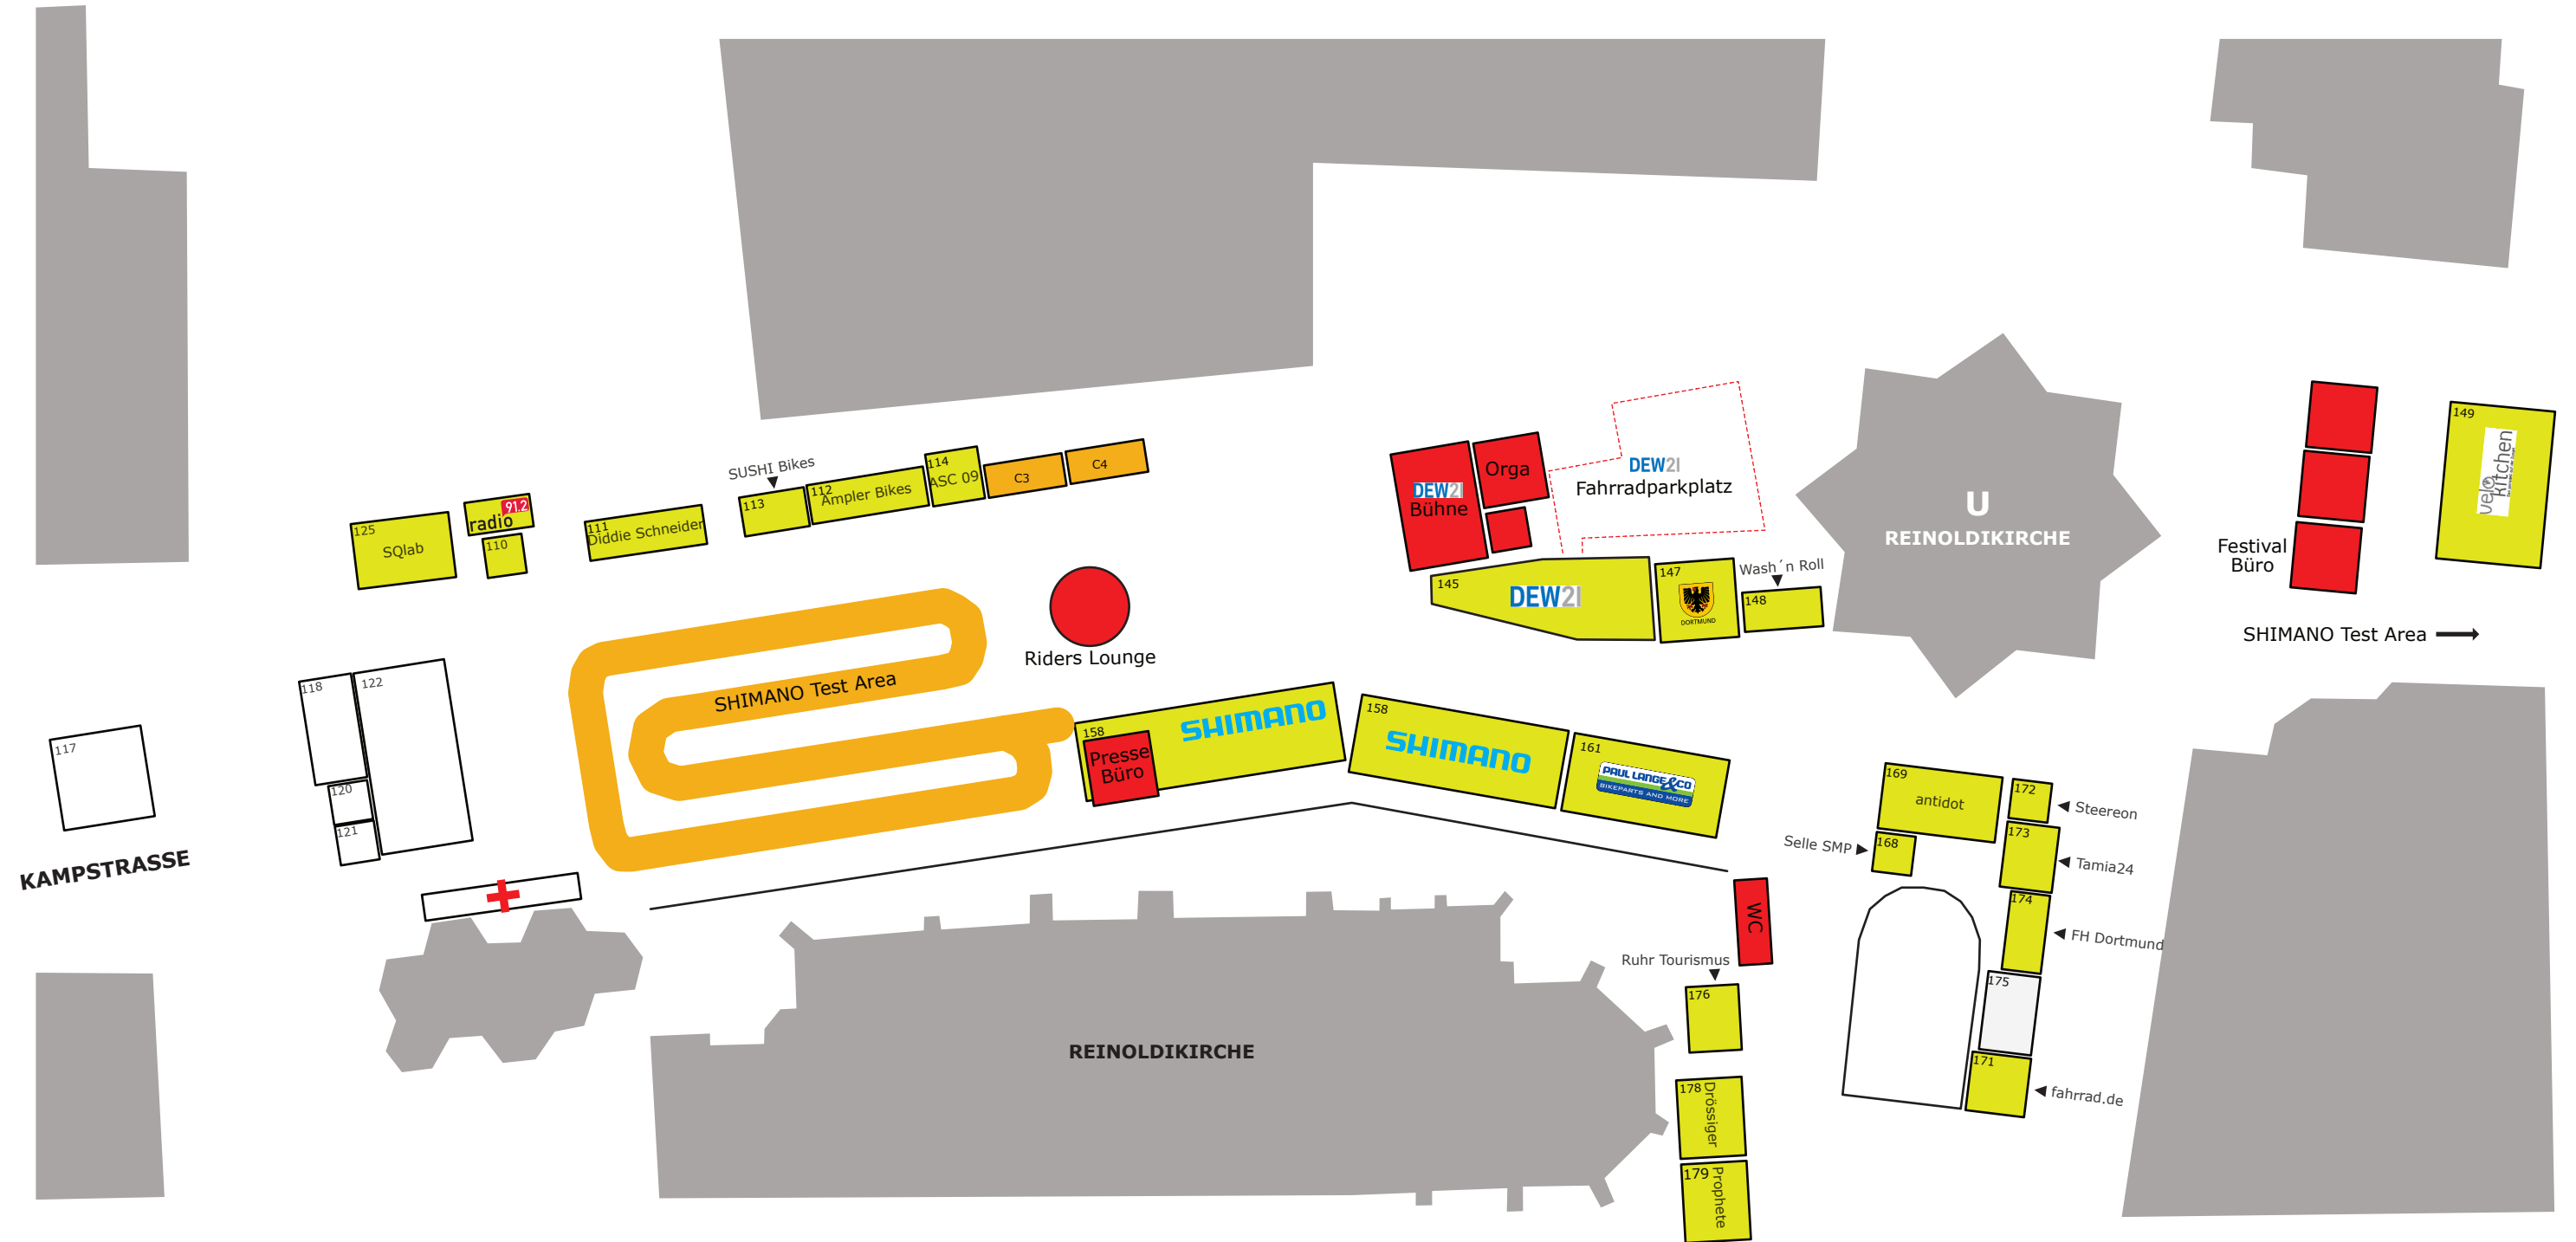 SUSHI Bikes
113
112
Ampler Bikes
114
ASC 09
C3
C4
125
SQlab
radio
91.2
110
111
Diddie Schneider
DEW21
Bühne
Orga
DEW21
Fahrradparkplatz
145
DEW21
147
DORTMUND
Wash´n Roll
148
U
REINOLDIKIRCHE
Festival
Büro
149
velo
kitchen
SHIMANO Test Area
118
122
120
121
117
KAMPSTRASSE
SHIMANO Test Area
Riders Lounge
158
Presse
Büro
SHIMANO
158
SHIMANO
161
PAUL LANGE & CO
BIKEPARTS AND MORE
169
antidot
172
Steereon
Selle SMP
168
173
Tamia24
174
FH Dortmund
175
171
fahrrad.de
WC
Ruhr Tourismus
176
178
Drössiger
179
Prophete
REINOLDIKIRCHE